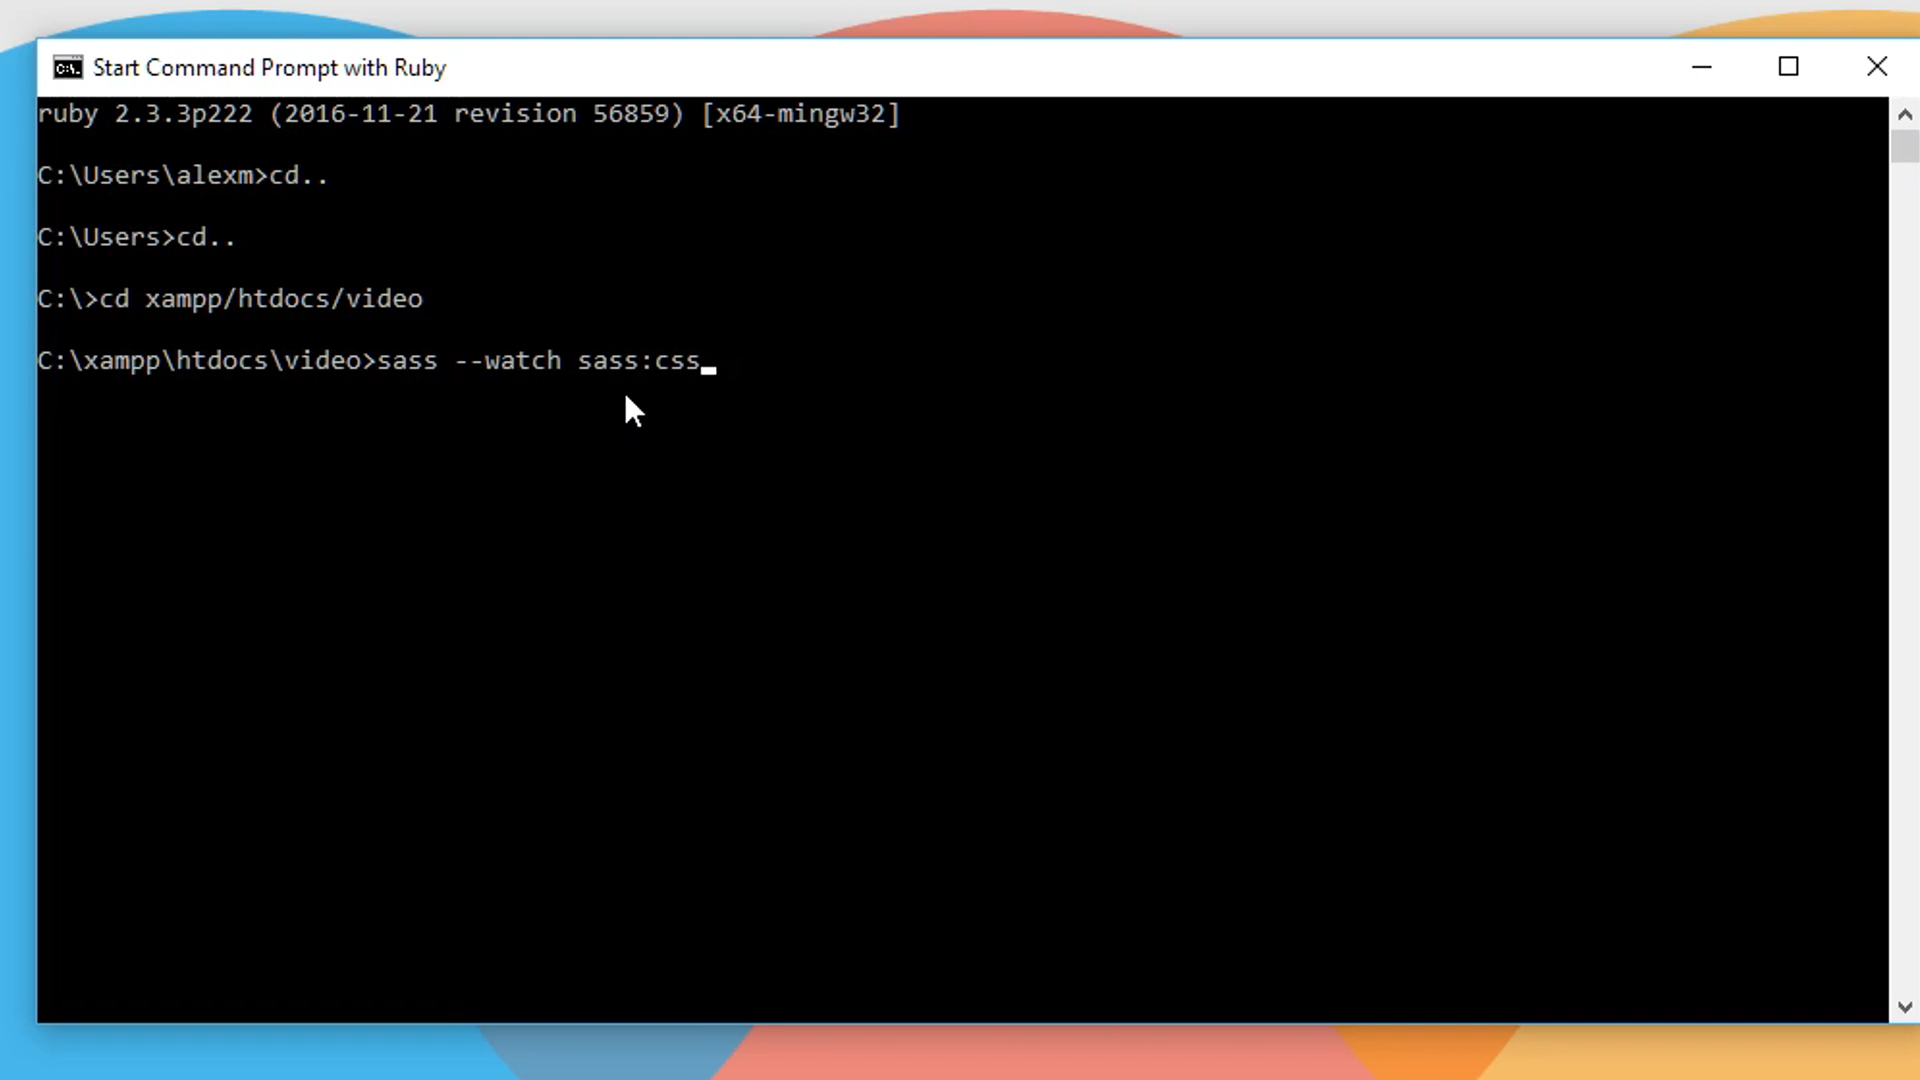 Start Command Prompt with Ruby
ruby 2.3.3p222 (2016-11-21 revision 56859) [x64-mingw32]
C:\Users\alexm>cd..
C:\Users>cd..
C:\>cd xampp/htdocs/video
C:\xampp\htdocs\video>sass --watch sass:css